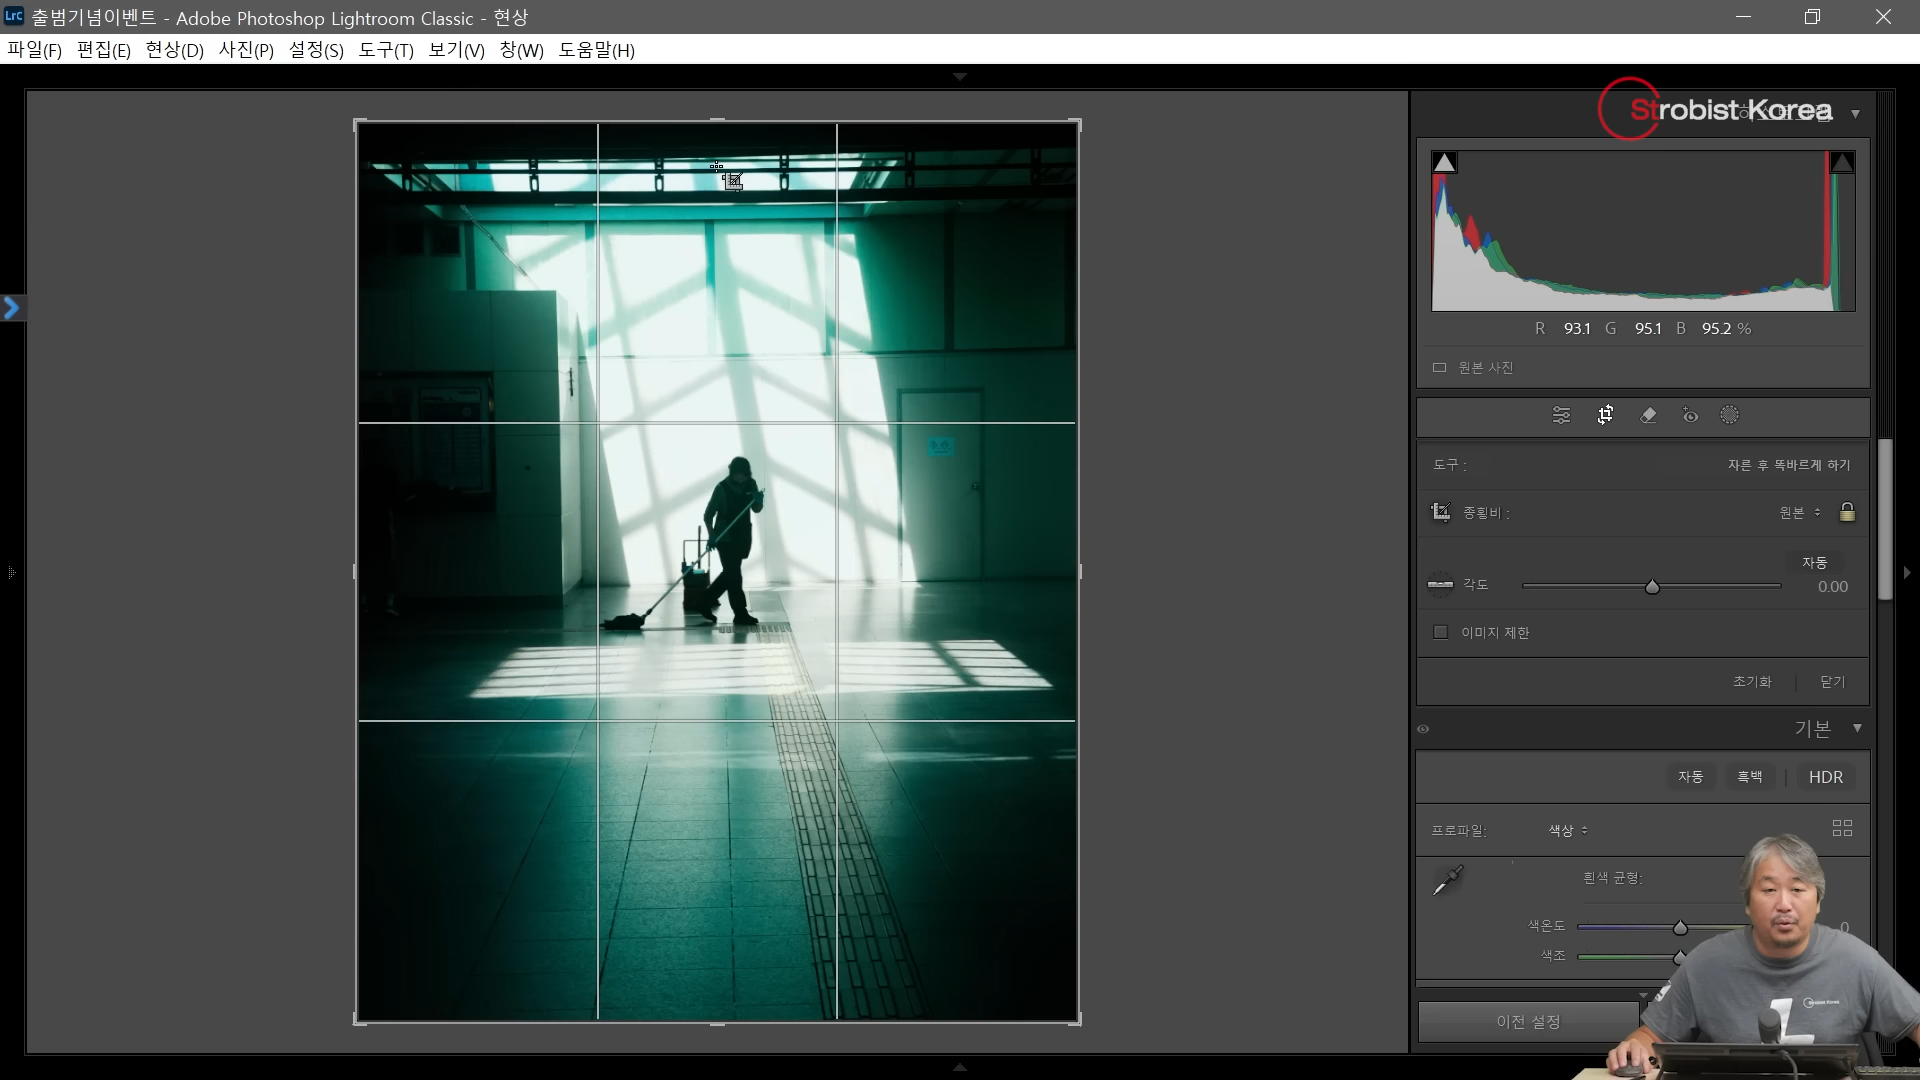 LrC 출범기념이벤트 - Adobe Photoshop Lightroom Classic - 현상
파일(F) 편집(E) 현상(D) 사진(P) 설정(S) 도구(T) 보기(V) 창(W) 도움말(H)
Strobist Korea
R 93.1 G 95.1 B 95.2 %
원본 사진
도구 : 자른 후 똑바르게 하기
종횡비 : 원본
자동
각도 0.00
이미지 제한
초기화 닫기
기본
자동 흑백 HDR
프로파일: 색상
흰색 균형:
색온도 0
색조
이전 설정